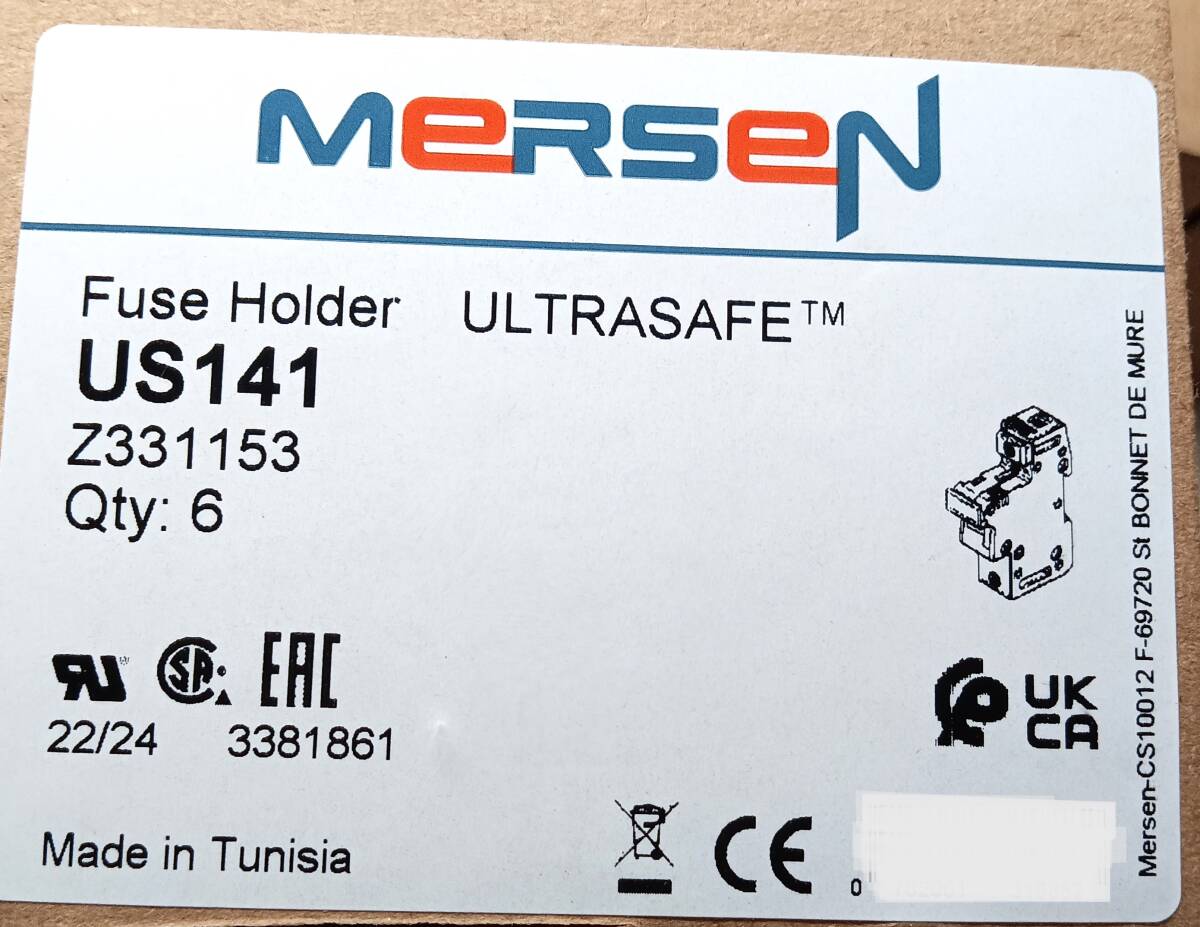 MERSEN
Fuse Holder ULTRASAFE™
US141
Z331153
Qty: 6
EAC
22/24 3381861
UK
CA
Made in Tunisia
CE
0
Mersen-CS10012 F-69720 St BONNET DE MURE